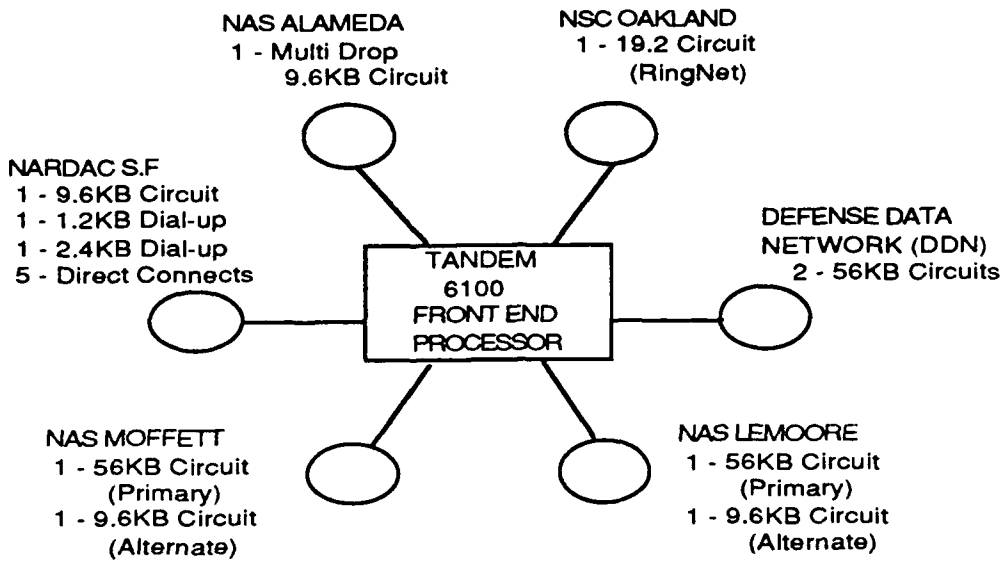 NAS ALAMEDA
1 - Multi Drop
9.6KB Circuit
NSC OAKLAND
1 - 19.2 Circuit
(RingNet)
NARDAC S.F
1 - 9.6KB Circuit
1 - 1.2KB Dial-up
1 - 2.4KB Dial-up
5 - Direct Connects
DEFENSE DATA
NETWORK (DDN)
2 - 56KB Circuits
TANDEM
6100
FRONT END
PROCESSOR
NAS MOFFETT
1 - 56KB Circuit
(Primary)
1 - 9.6KB Circuit
(Alternate)
NAS LEMOORE
1 - 56KB Circuit
(Primary)
1 - 9.6KB Circuit
(Alternate)